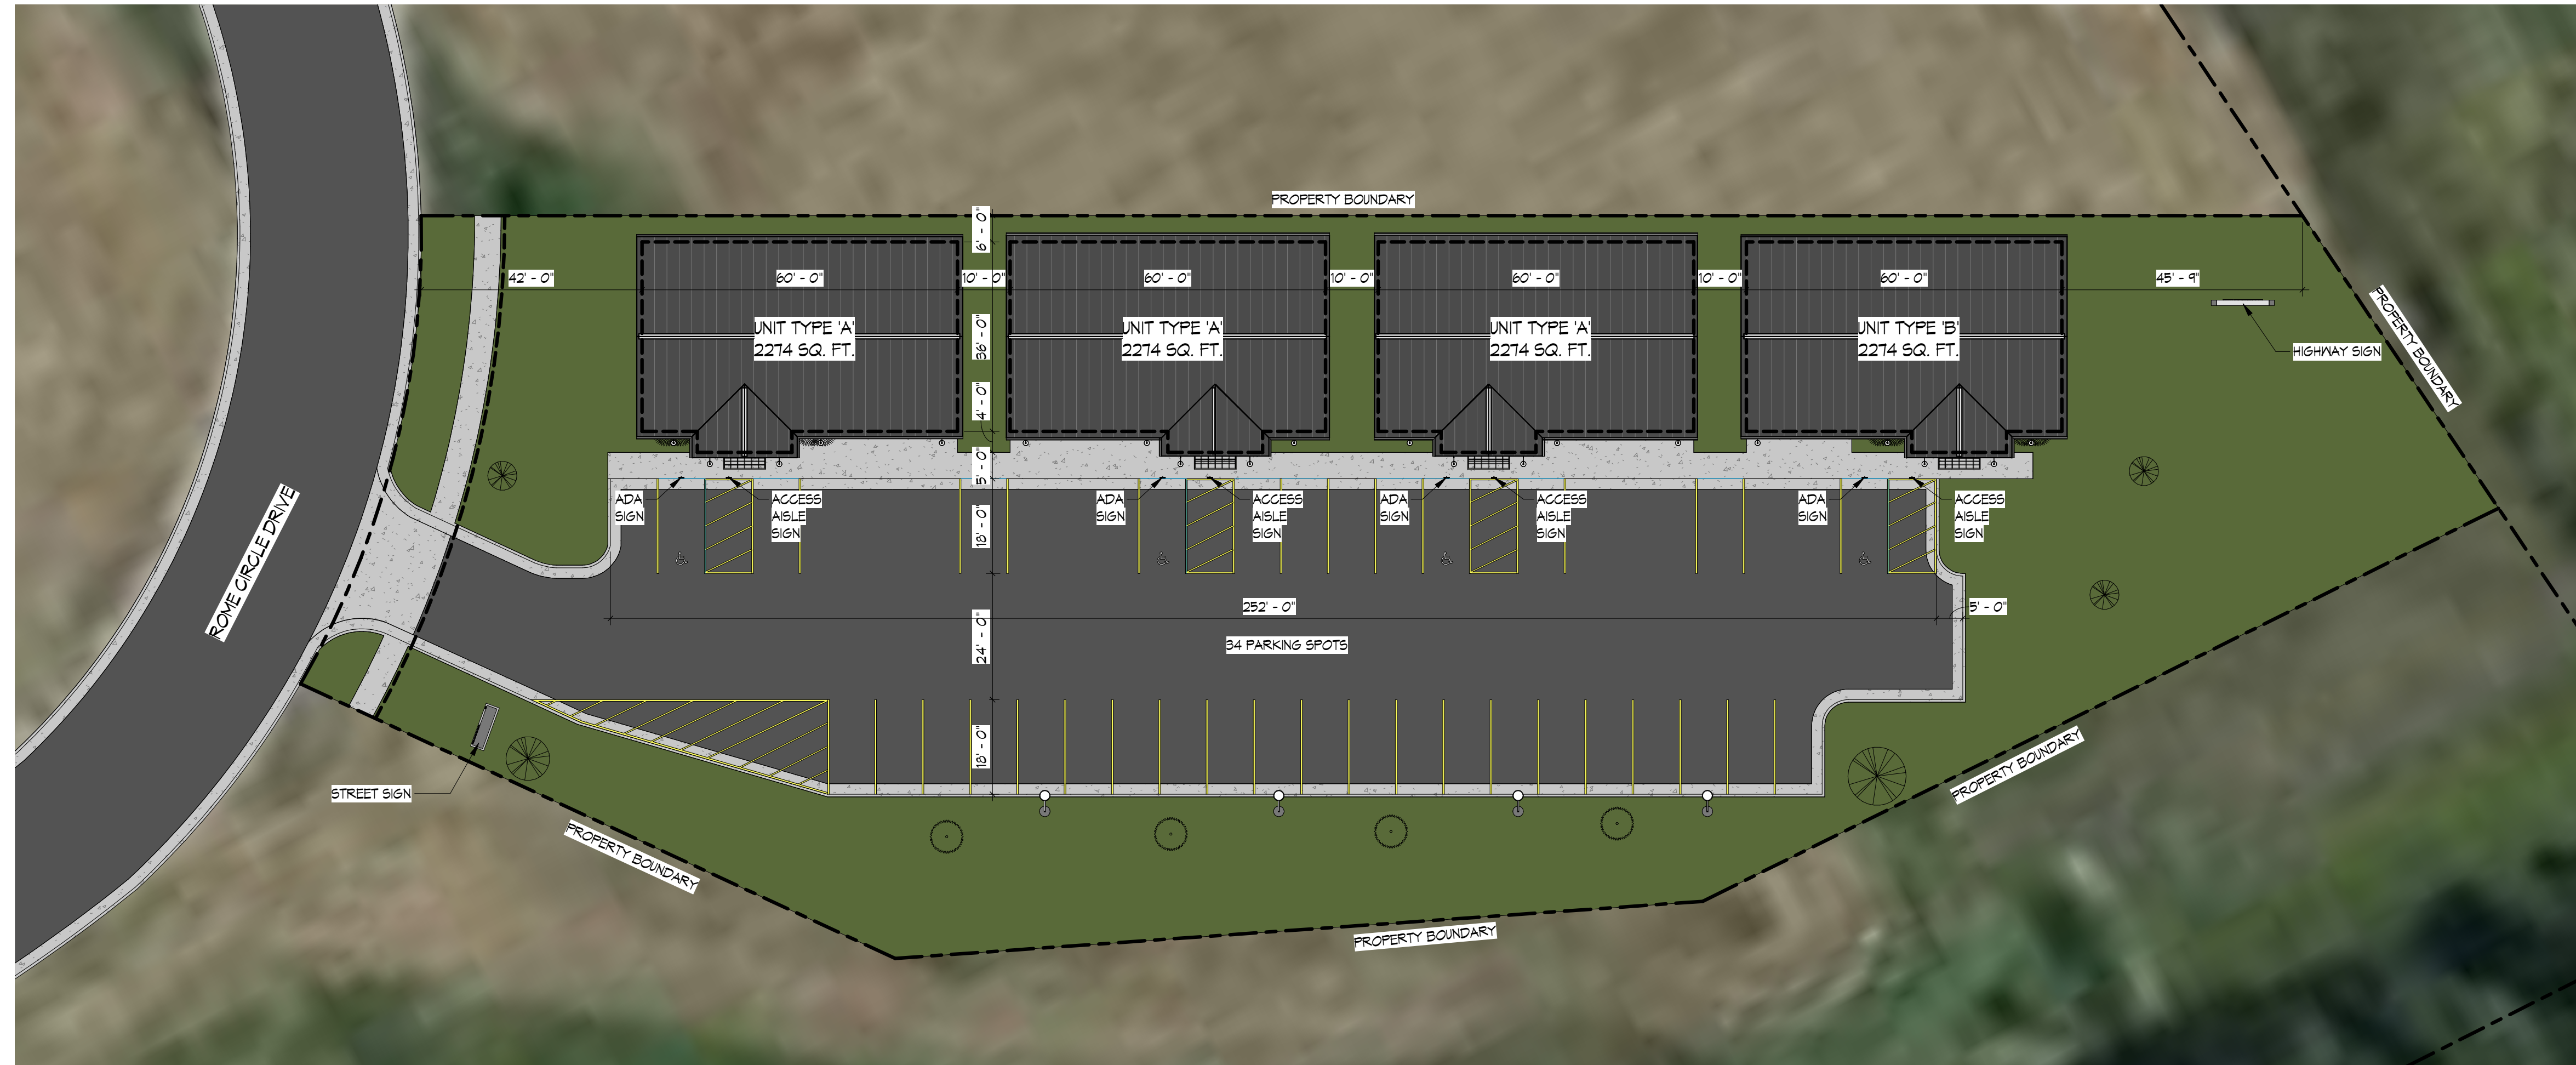 PROPERTY BOUNDARY
6' - 0"
42' - 0"
60' - 0"
10' - 0"
60' - 0"
10' - 0"
60' - 0"
10' - 0"
60' - 0"
45' - 9"
PROPERTY BOUNDARY
UNIT TYPE 'A'
2274 SQ. FT.
36' - 0"
UNIT TYPE 'A'
2274 SQ. FT.
UNIT TYPE 'A'
2274 SQ. FT.
UNIT TYPE 'B'
2274 SQ. FT.
HIGHWAY SIGN
4' - 0"
5' - 0"
ADA
SIGN
ACCESS
AISLE
SIGN
18' - 0"
ADA
SIGN
ACCESS
AISLE
SIGN
ADA
SIGN
ACCESS
AISLE
SIGN
ADA
SIGN
ACCESS
AISLE
SIGN
ROME CIRCLE DRIVE
252' - 0"
5' - 0"
24' - 0"
34 PARKING SPOTS
18' - 0"
STREET SIGN
PROPERTY BOUNDARY
PROPERTY BOUNDARY
PROPERTY BOUNDARY